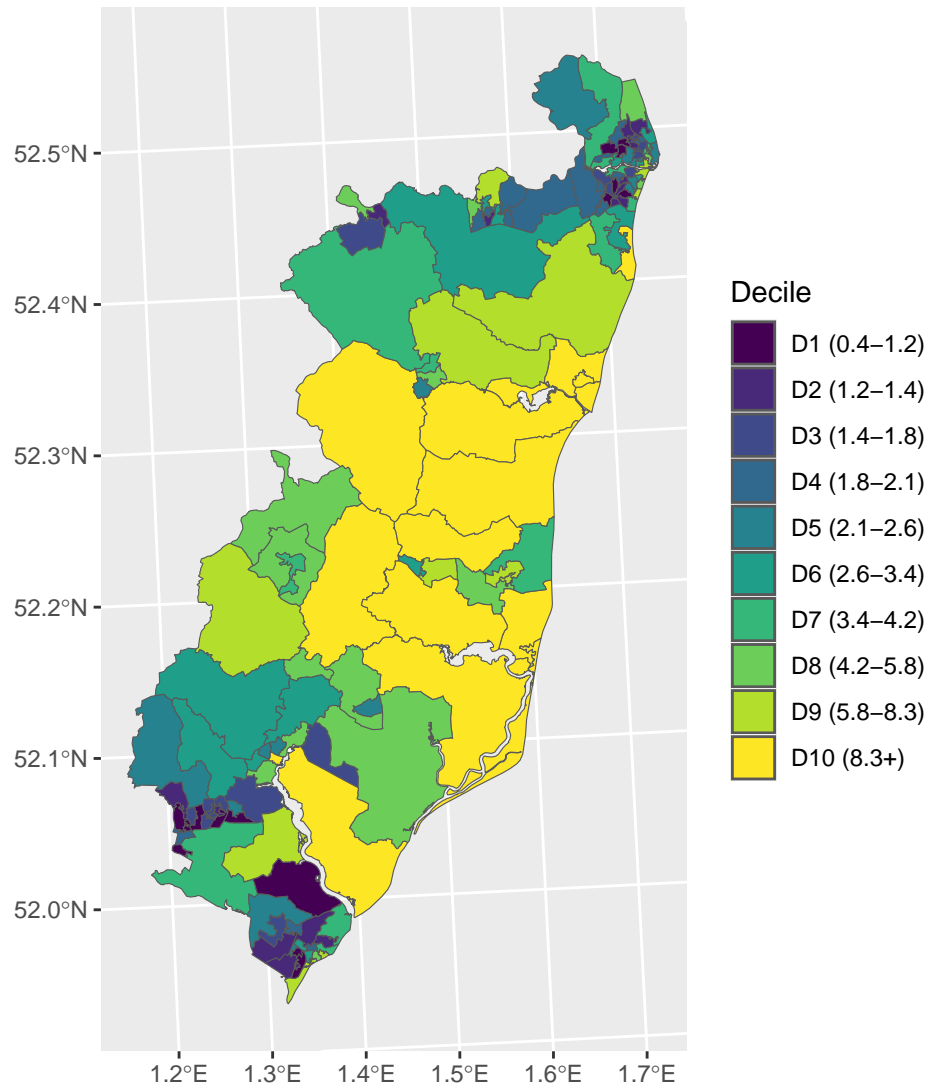 52.5°N
52.4°N
52.3°N
52.2°N
52.1°N
52.0°N
1.2°E
1.3°E
1.4°E
1.5°E
1.6°E
1.7°E
Decile
D1 (0.4–1.2)
D2 (1.2–1.4)
D3 (1.4–1.8)
D4 (1.8–2.1)
D5 (2.1–2.6)
D6 (2.6–3.4)
D7 (3.4–4.2)
D8 (4.2–5.8)
D9 (5.8–8.3)
D10 (8.3+)